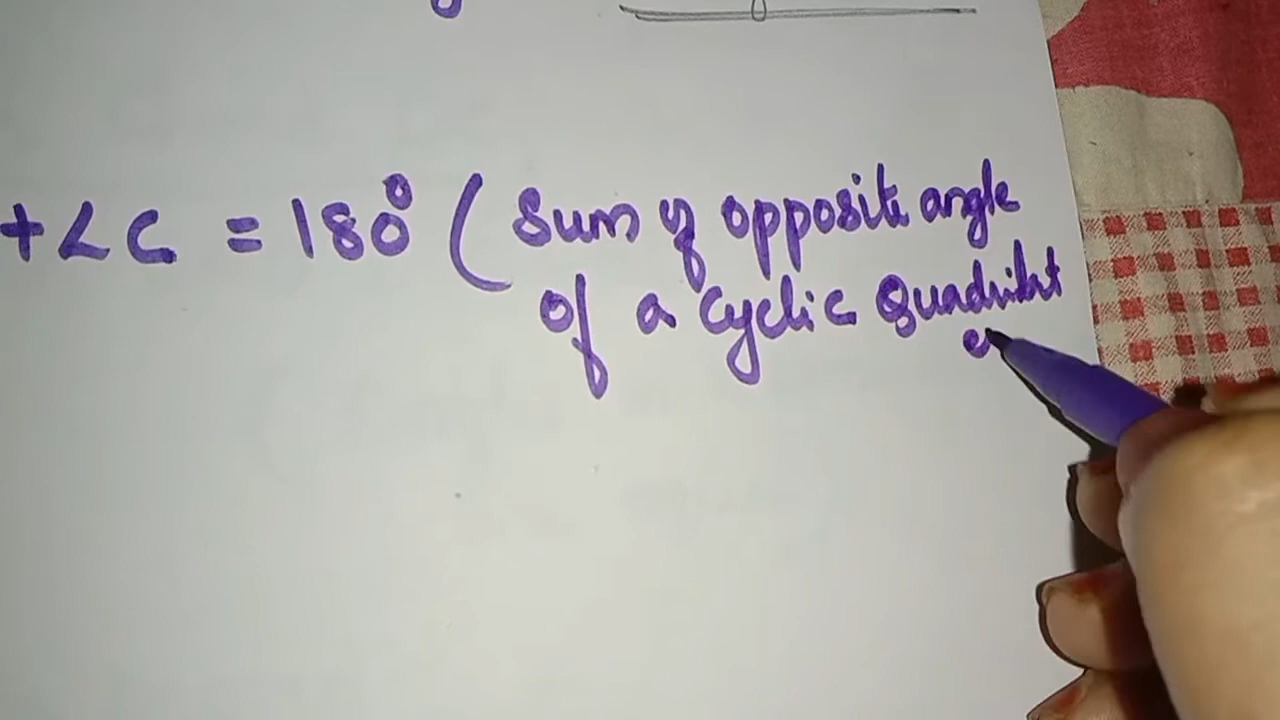 +∠C = 180° (Sum of opposite angle
of a cyclic Quadrilat
e